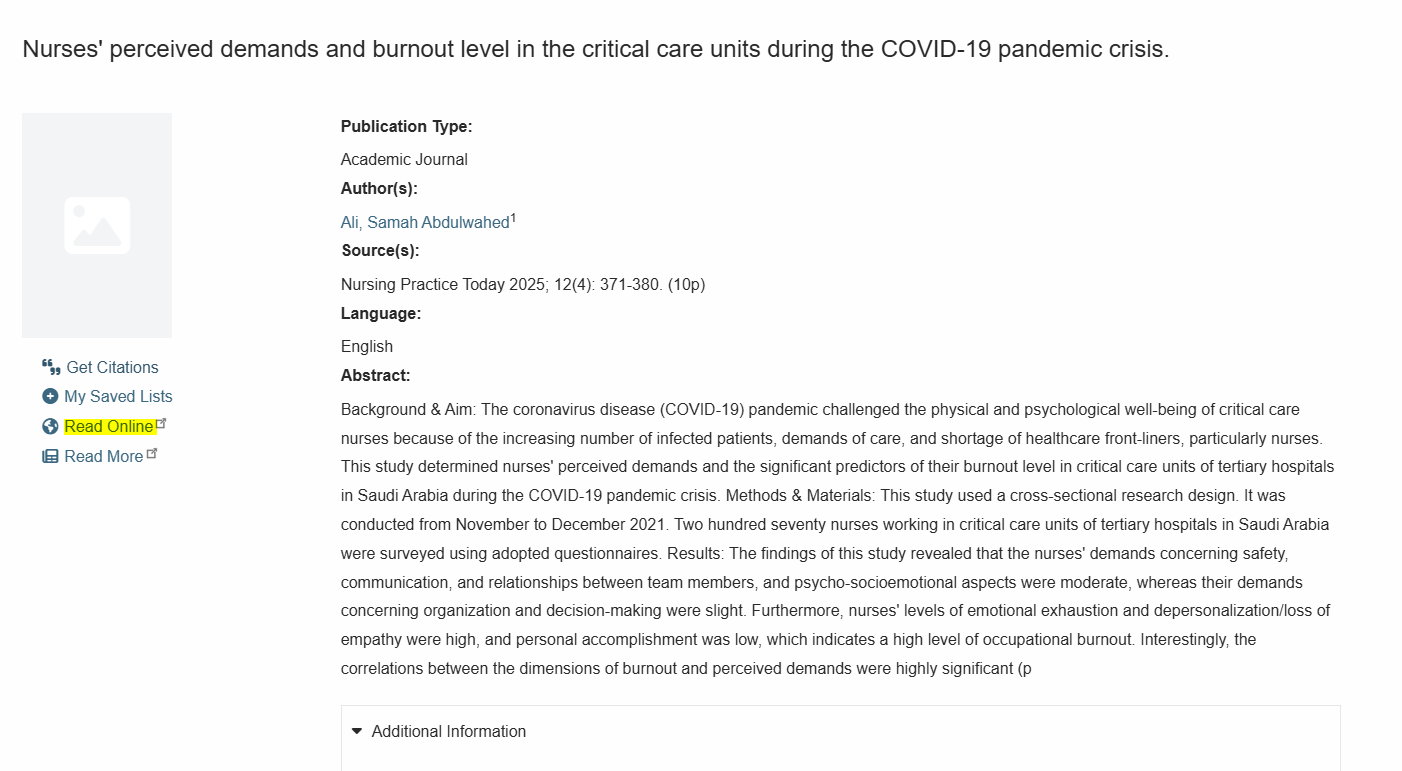 Nurses' perceived demands and burnout level in the critical care units during the COVID-19 pandemic crisis.
Get Citations
My Saved Lists
Read Online
Read More
Publication Type:
Academic Journal
Author(s):
Ali, Samah Abdulwahed1
Source(s):
Nursing Practice Today 2025; 12(4): 371-380. (10p)
Language:
English
Abstract:
Background & Aim: The coronavirus disease (COVID-19) pandemic challenged the physical and psychological well-being of critical care
nurses because of the increasing number of infected patients, demands of care, and shortage of healthcare front-liners, particularly nurses.
This study determined nurses' perceived demands and the significant predictors of their burnout level in critical care units of tertiary hospitals
in Saudi Arabia during the COVID-19 pandemic crisis. Methods & Materials: This study used a cross-sectional research design. It was
conducted from November to December 2021. Two hundred seventy nurses working in critical care units of tertiary hospitals in Saudi Arabia
were surveyed using adopted questionnaires. Results: The findings of this study revealed that the nurses' demands concerning safety,
communication, and relationships between team members, and psycho-socioemotional aspects were moderate, whereas their demands
concerning organization and decision-making were slight. Furthermore, nurses' levels of emotional exhaustion and depersonalization/loss of
empathy were high, and personal accomplishment was low, which indicates a high level of occupational burnout. Interestingly, the
correlations between the dimensions of burnout and perceived demands were highly significant (p
Additional Information